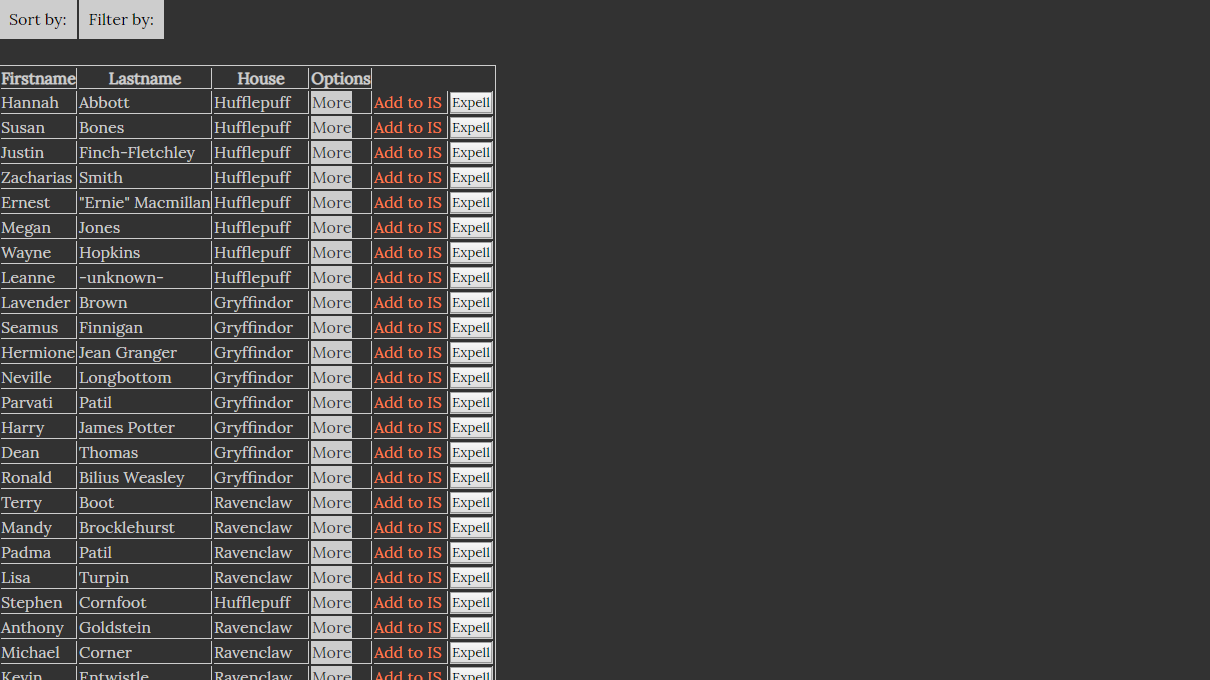 Sort by: Filter by:
Firstname Lastname House Options
Hannah Abbott Hufflepuff More Add to IS Expell
Susan Bones Hufflepuff More Add to IS Expell
Justin Finch-Fletchley Hufflepuff More Add to IS Expell
Zacharias Smith Hufflepuff More Add to IS Expell
Ernest "Ernie" Macmillan Hufflepuff More Add to IS Expell
Megan Jones Hufflepuff More Add to IS Expell
Wayne Hopkins Hufflepuff More Add to IS Expell
Leanne -unknown- Hufflepuff More Add to IS Expell
Lavender Brown Gryffindor More Add to IS Expell
Seamus Finnigan Gryffindor More Add to IS Expell
Hermione Jean Granger Gryffindor More Add to IS Expell
Neville Longbottom Gryffindor More Add to IS Expell
Parvati Patil Gryffindor More Add to IS Expell
Harry James Potter Gryffindor More Add to IS Expell
Dean Thomas Gryffindor More Add to IS Expell
Ronald Bilius Weasley Gryffindor More Add to IS Expell
Terry Boot Ravenclaw More Add to IS Expell
Mandy Brocklehurst Ravenclaw More Add to IS Expell
Padma Patil Ravenclaw More Add to IS Expell
Lisa Turpin Ravenclaw More Add to IS Expell
Stephen Cornfoot Hufflepuff More Add to IS Expell
Anthony Goldstein Ravenclaw More Add to IS Expell
Michael Corner Ravenclaw More Add to IS Expell
Kevin Entwistle Ravenclaw More Add to IS Expell